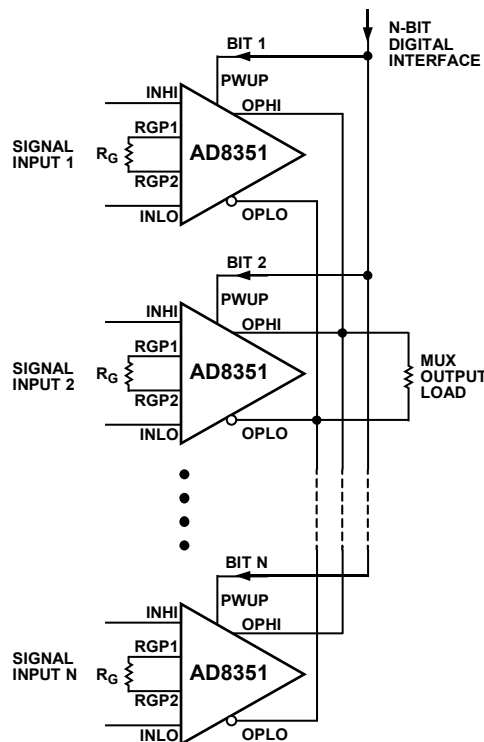 N-BIT
DIGITAL
INTERFACE
BIT 1
PWUP
INHI
OPHI
RGP1
SIGNAL
INPUT 1
RG
AD8351
RGP2
INLO
OPLO
BIT 2
PWUP
INHI
OPHI
RGP1
SIGNAL
INPUT 2
RG
AD8351
MUX
OUTPUT
LOAD
RGP2
INLO
OPLO
BIT N
PWUP
INHI
OPHI
RGP1
SIGNAL
INPUT N
RG
AD8351
RGP2
INLO
OPLO